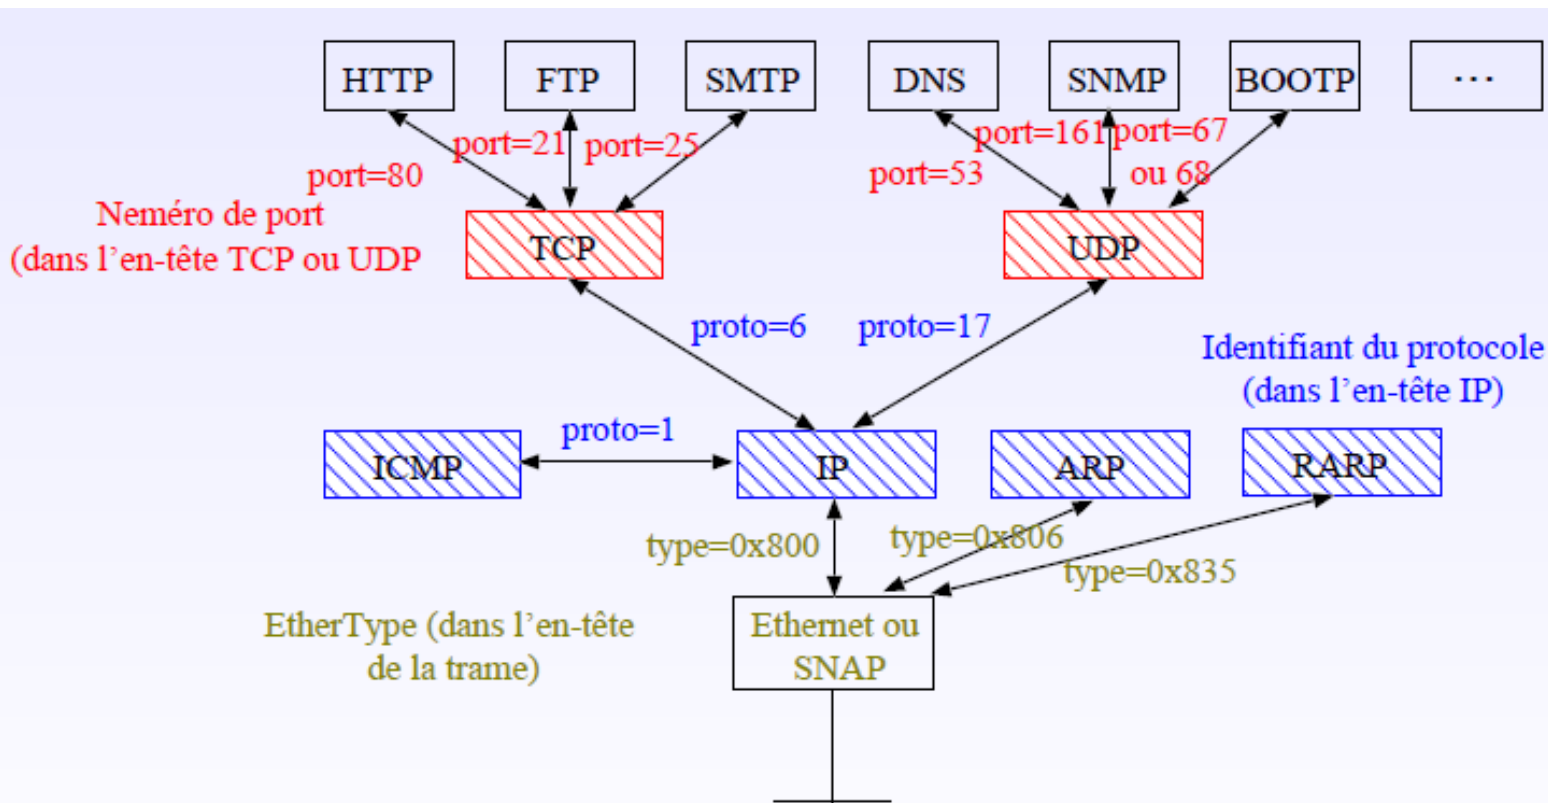 HTTP FTP SMTP DNS SNMP BOOTP ...
port=21 port=25 port=161 port=67
port=80 port=53 ou 68
Neméro de port
(dans l'en-tête TCP ou UDP
TCP UDP
proto=6 proto=17
Identifiant du protocole
(dans l'en-tête IP)
proto=1
ICMP IP ARP RARP
type=0x800 type=0x806
type=0x835
EtherType (dans l'en-tête
de la trame)
Ethernet ou
SNAP